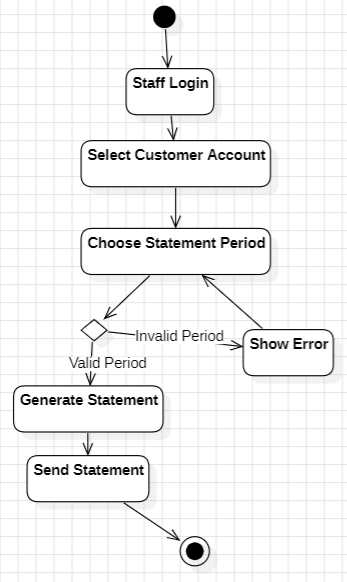 Staff Login
Select Customer Account
Choose Statement Period
Invalid Period
Show Error
Valid Period
Generate Statement
Send Statement